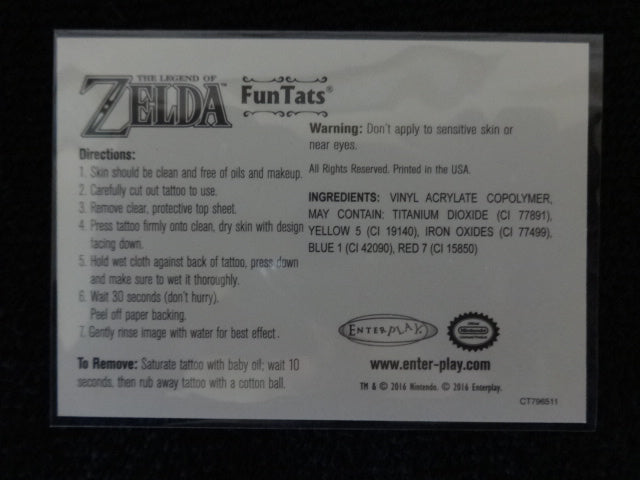 THE LEGEND OF
ZELDA
FunTats®
Directions:
1. Skin should be clean and free of oils and makeup.
2. Carefully cut out tattoo to use.
3. Remove clear, protective top sheet.
4. Press tattoo firmly onto clean, dry skin with design
facing down.
5. Hold wet cloth against back of tattoo, press down
and make sure to wet it thoroughly.
6. Wait 30 seconds (don't hurry).
Peel off paper backing.
7. Gently rinse image with water for best effect.
To Remove: Saturate tattoo with baby oil; wait 10
seconds, then rub away tattoo with a cotton ball.
Warning: Don't apply to sensitive skin or
near eyes.
All Rights Reserved. Printed in the USA.
INGREDIENTS: VINYL ACRYLATE COPOLYMER,
MAY CONTAIN: TITANIUM DIOXIDE (CI 77891),
YELLOW 5 (CI 19140), IRON OXIDES (CI 77499),
BLUE 1 (CI 42090), RED 7 (CI 15850)
ENTERPLAY
Official
Nintendo
Licensed Product
www.enter-play.com
TM & © 2016 Nintendo. © 2016 Enterplay.
CT796511